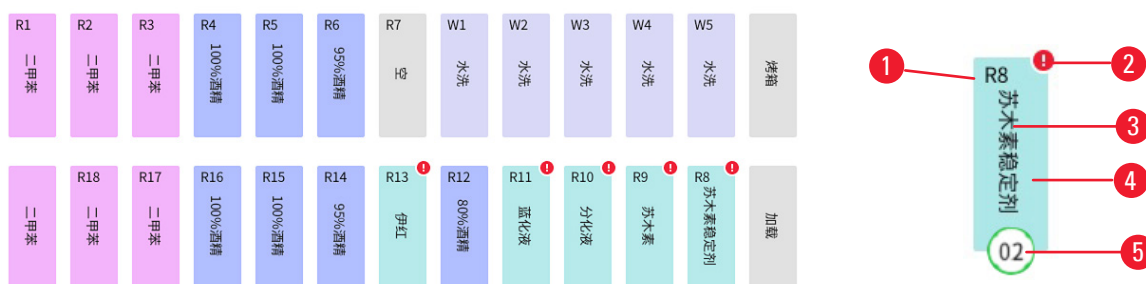 R1 R2 R3 R4 R5 R6 R7 W1 W2 W3 W4 W5
二甲苯 二甲苯 二甲苯 100%酒精 100%酒精 95%酒精 空 水洗 水洗 水洗 水洗 水洗 烤箱
R18 R17 R16 R15 R14 R13 ! R12 R11 ! R10 ! R9 ! R8 !
二甲苯 二甲苯 二甲苯 100%酒精 100%酒精 95%酒精 伊红 80%酒精 蓝化液 分化液 苏木素 苏木素稳定剂 加载
1
R8
!
2
苏木素稳定剂
3
4
02
5